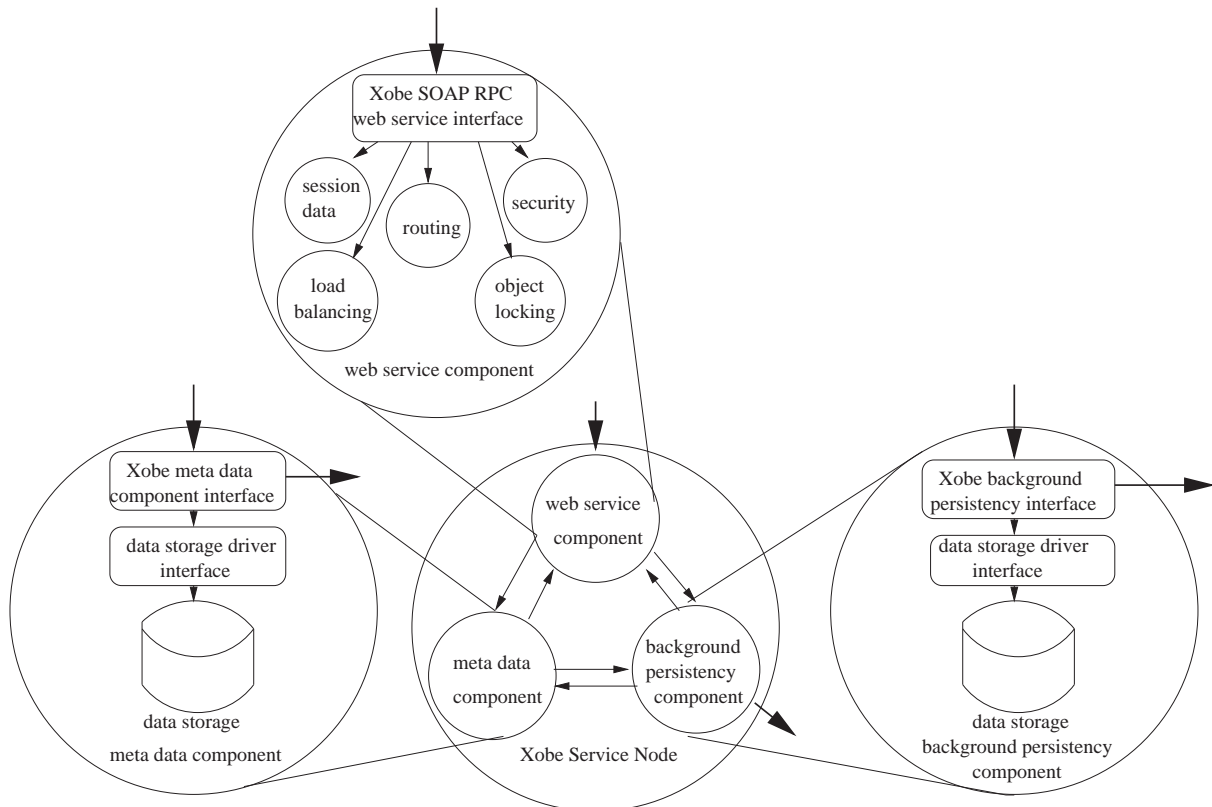 Xobe SOAP RPC
web service interface
session
data
routing
security
load
balancing
object
locking
web service component
Xobe meta data
component interface
data storage driver
interface
data storage
meta data component
web service
component
meta data
component
background
persistency
component
Xobe Service Node
Xobe background
persistency interface
data storage driver
interface
data storage
background persistency
component